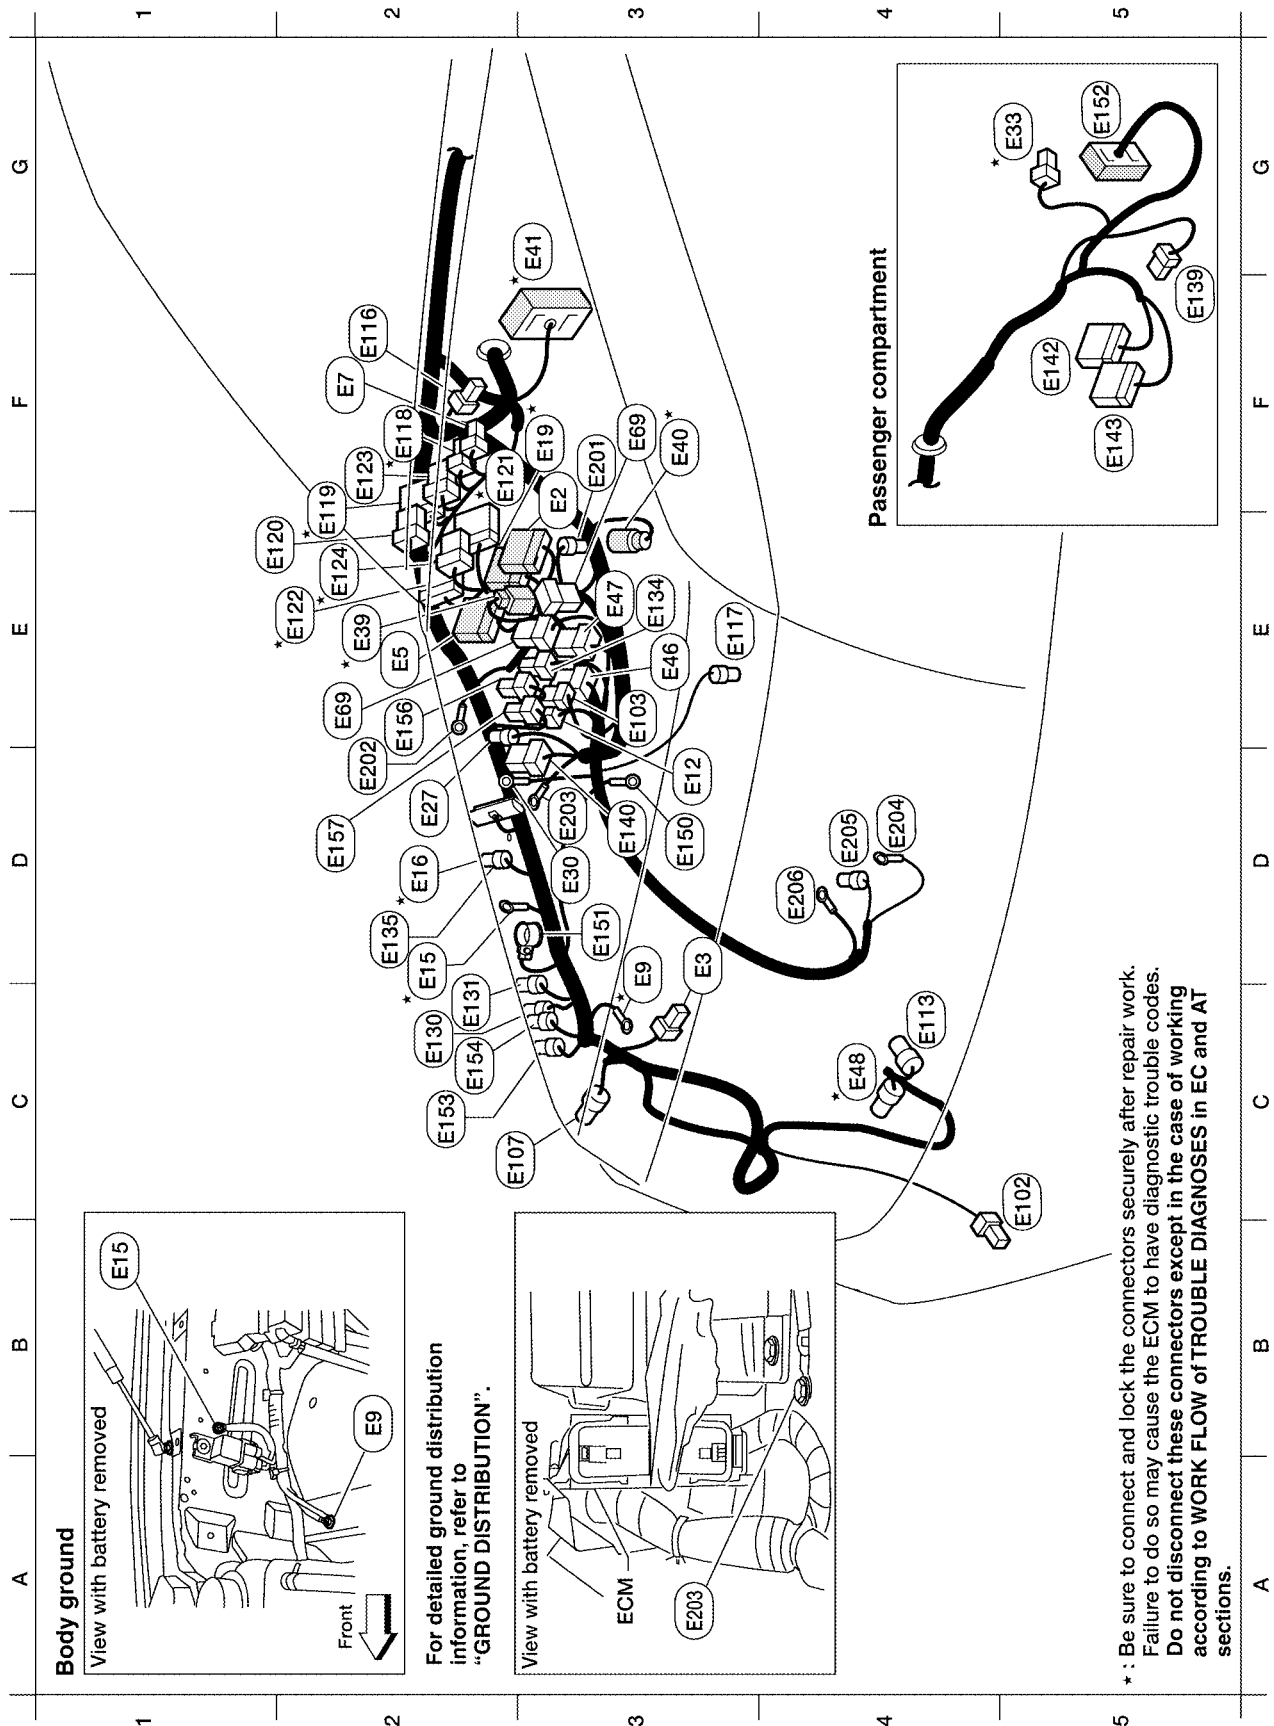 A
B
C
D
E
F
G
1
2
3
4
5
Body ground
View with battery removed
E15
E9
Front
For detailed ground distribution
information, refer to
“GROUND DISTRIBUTION”.
View with battery removed
ECM
E203
★E122
E120
★E124
★E119
E123
★E118
E7
E116
★E41
★E39
E5
E69
E156
E202
E157
E27
★E16
E135
★E15
E131
E130
E154
E153
E107
★E121
★E19
E2
E201
E69
E40★
E47
E134
E46
E117
E103
E12
E150
E140
E203
E30
E151
E3
★E9
E206
E205
E204
★E48
E113
E102
Passenger compartment
★E33
E152
E139
E142
E143
★ : Be sure to connect and lock the connectors securely after repair work.
Failure to do so may cause the ECM to have diagnostic trouble codes.
Do not disconnect these connectors except in the case of working
according to WORK FLOW of TROUBLE DIAGNOSES in EC and AT
sections.
A
B
C
D
E
F
G
1
2
3
4
5